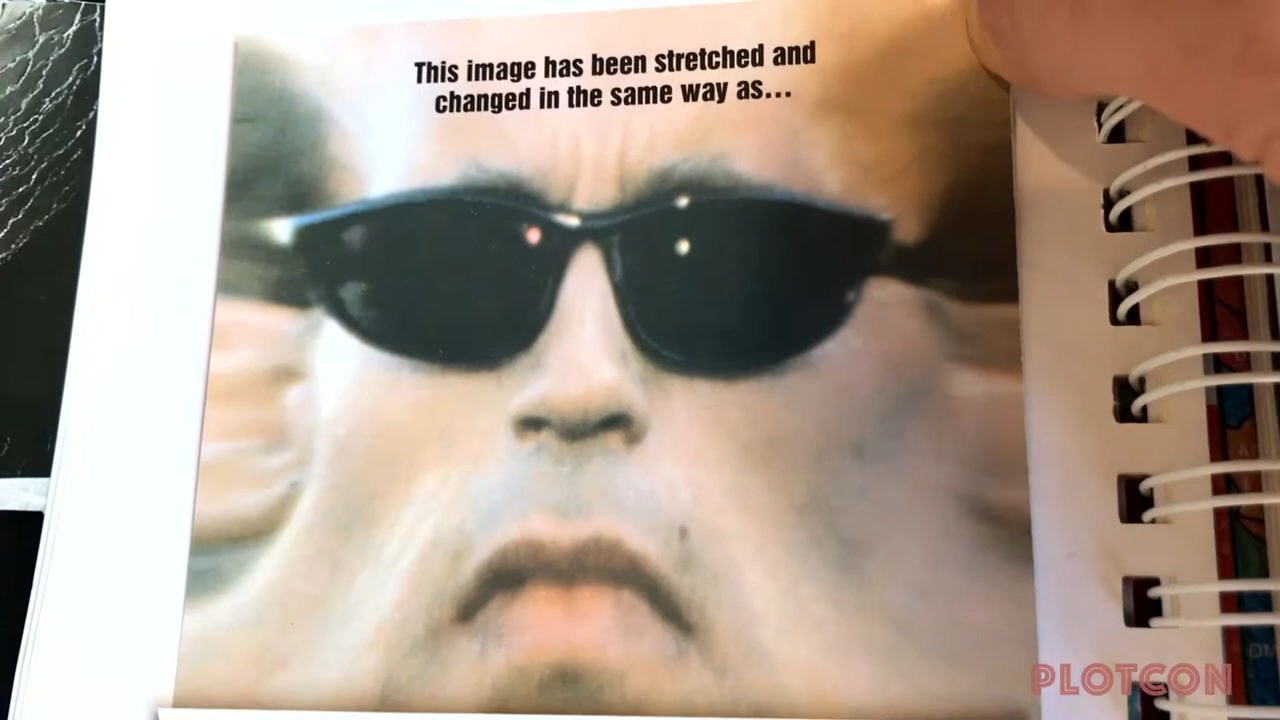 This image has been stretched and
changed in the same way as...
PLOTCON